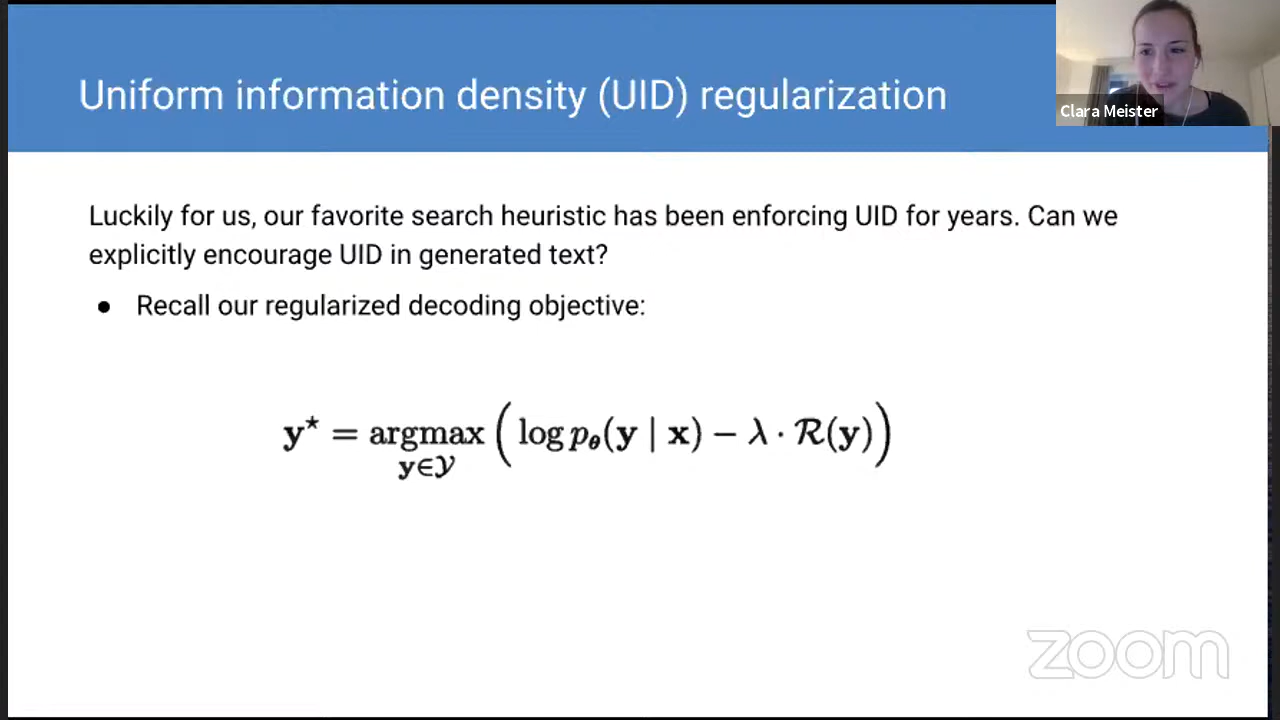 Uniform information density (UID) regularization
Clara Meister
Luckily for us, our favorite search heuristic has been enforcing UID for years. Can we
explicitly encourage UID in generated text?
● Recall our regularized decoding objective:
y⋆ = argmax ( log pθ(y | x) − λ · R(y) )
y∈𝒴
zoom